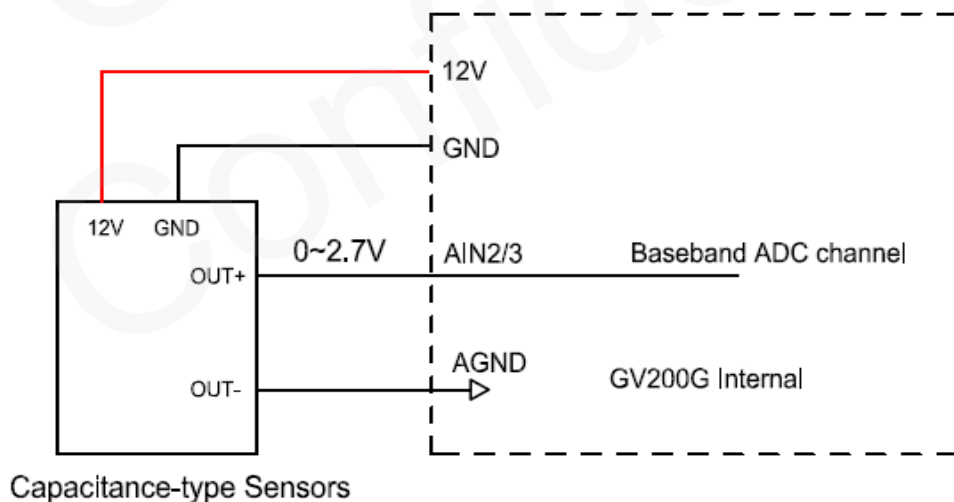 Confide
12V
GND
12V GND
0~2.7V AIN2/3 Baseband ADC channel
OUT+
AGND
GV200G Internal
OUT-
Capacitance-type Sensors